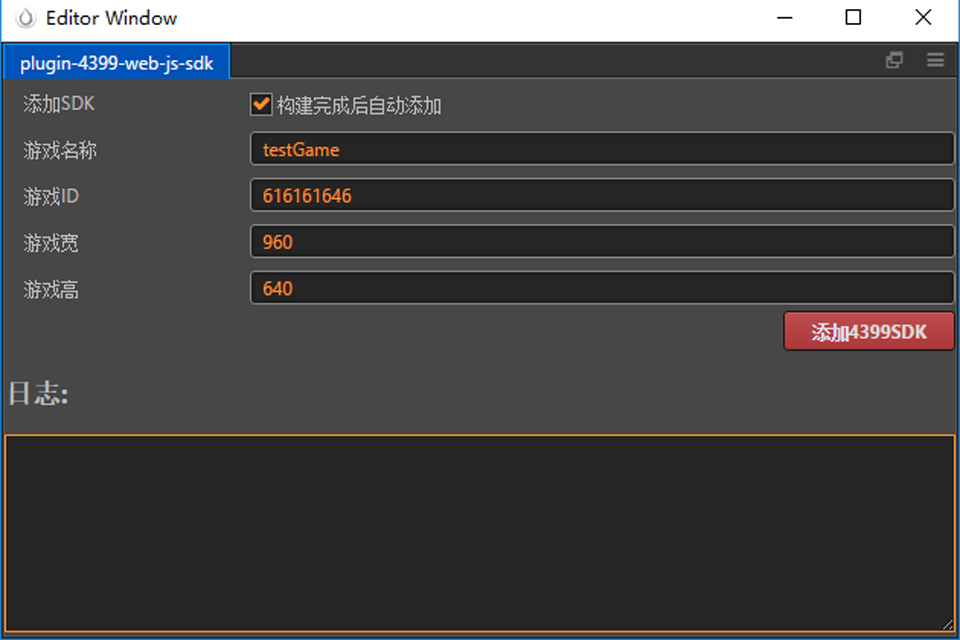 Editor Window
plugin-4399-web-js-sdk
添加SDK 构建完成后自动添加
游戏名称 testGame
游戏ID 616161646
游戏宽 960
游戏高 640
添加4399SDK
日志: